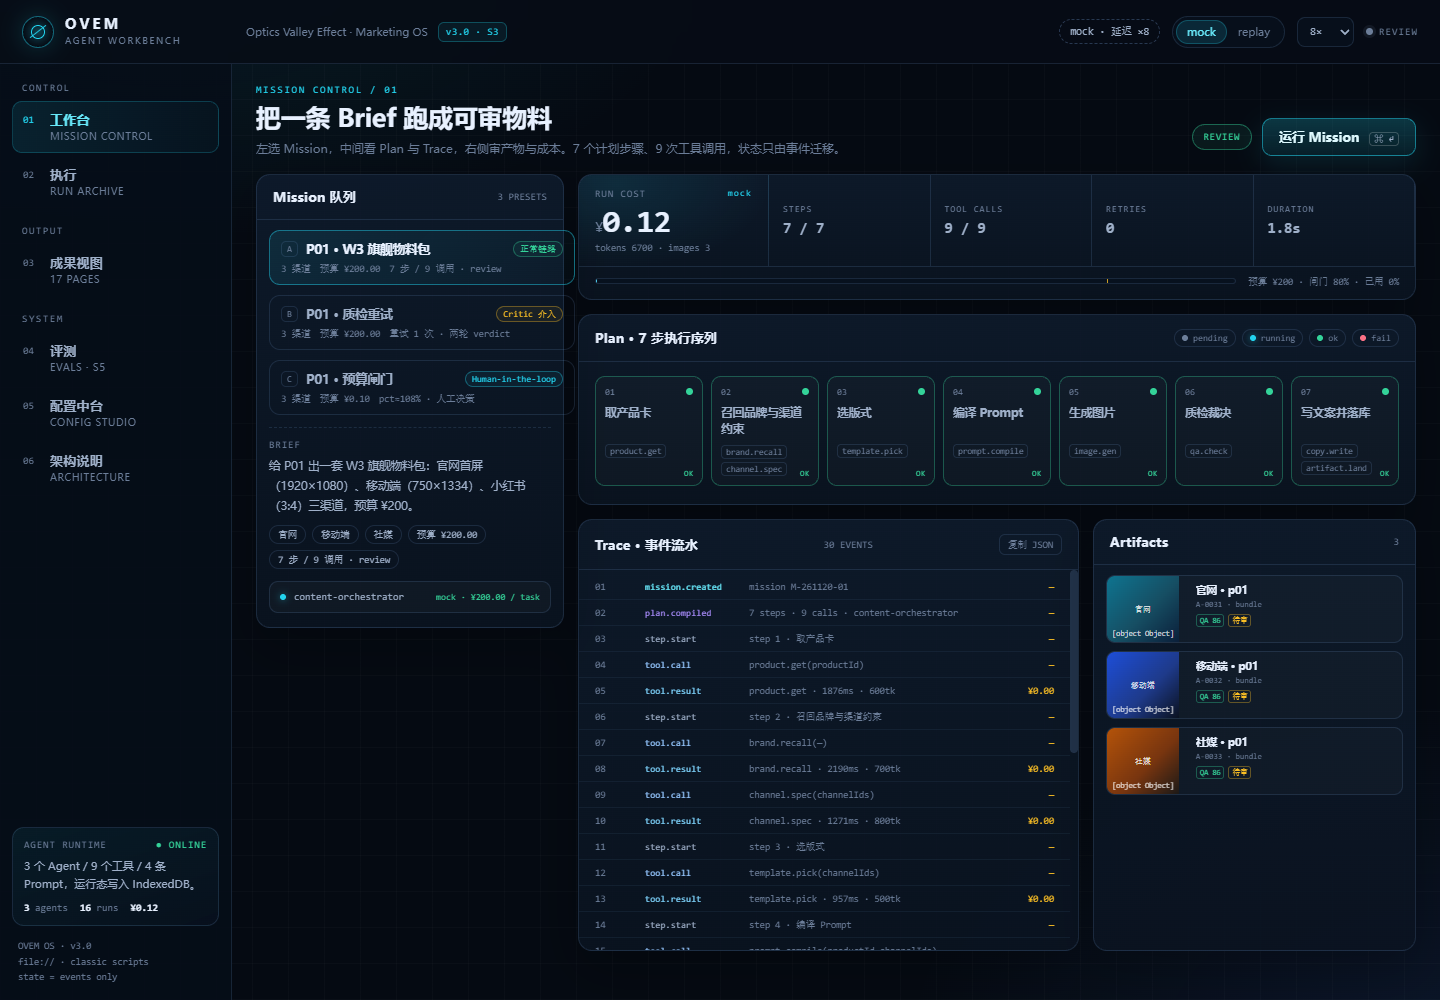 OVEM
AGENT WORKBENCH
Optics Valley Effect · Marketing OS
v3.0 · S3
mock · 延迟 ×8
mock
replay
8×
REVIEW
CONTROL
01 工作台
MISSION CONTROL
02 执行
RUN ARCHIVE
OUTPUT
03 成果视图
17 PAGES
SYSTEM
04 评测
EVALS · S5
05 配置中台
CONFIG STUDIO
06 架构说明
ARCHITECTURE
AGENT RUNTIME
ONLINE
3 个 Agent / 9 个工具 / 4 条
Prompt，运行态写入 IndexedDB。
3 agents 16 runs ¥0.12
OVEM OS · v3.0
file:// · classic scripts
state = events only
MISSION CONTROL / 01
把一条 Brief 跑成可审物料
左选 Mission，中间看 Plan 与 Trace，右侧审产物与成本。7 个计划步骤、9 次工具调用，状态只由事件迁移。
REVIEW
运行 Mission ⌘ ↵
Mission 队列
3 PRESETS
A P01 • W3 旗舰物料包 正常链路
3 渠道 预算 ¥200.00 7 步 / 9 调用 · review
B P01 • 质检重试 Critic 介入
3 渠道 预算 ¥200.00 重试 1 次 · 两轮 verdict
C P01 • 预算闸门 Human-in-the-loop
3 渠道 预算 ¥0.10 pct=108% · 人工决策
BRIEF
给 P01 出一套 W3 旗舰物料包：官网首屏
（1920×1080）、移动端（750×1334）、小红书
（3:4）三渠道，预算 ¥200。
官网 移动端 社媒 预算 ¥200.00
7 步 / 9 调用 · review
content-orchestrator mock · ¥200.00 / task
RUN COST mock
¥0.12
tokens 6700 · images 3
STEPS
7 / 7
TOOL CALLS
9 / 9
RETRIES
0
DURATION
1.8s
预算 ¥200 · 闸门 80% · 已用 0%
Plan • 7 步执行序列
pending running ok fail
01
取产品卡
product.get
OK
02
召回品牌与渠道
约束
brand.recall
channel.spec
OK
03
选版式
template.pick
OK
04
编译 Prompt
prompt.compile
OK
05
生成图片
image.gen
OK
06
质检裁决
qa.check
OK
07
写文案并落库
copy.write
artifact.land
OK
Trace • 事件流水
30 EVENTS
复制 JSON
01 mission.created mission M-261120-01 —
02 plan.compiled 7 steps · 9 calls · content-orchestrator —
03 step.start step 1 · 取产品卡 —
04 tool.call product.get(productId) —
05 tool.result product.get · 1876ms · 600tk ¥0.00
06 step.start step 2 · 召回品牌与渠道约束 —
07 tool.call brand.recall(—) —
08 tool.result brand.recall · 2190ms · 700tk ¥0.00
09 tool.call channel.spec(channelIds) —
10 tool.result channel.spec · 1271ms · 800tk ¥0.00
11 step.start step 3 · 选版式 —
12 tool.call template.pick(channelIds) —
13 tool.result template.pick · 957ms · 500tk ¥0.00
14 step.start step 4 · 编译 Prompt —
Artifacts
3
官网
[object Object]
官网 • p01
A-0031 · bundle
QA 86 待审
移动端
[object Object]
移动端 • p01
A-0032 · bundle
QA 86 待审
社媒
[object Object]
社媒 • p01
A-0033 · bundle
QA 86 待审